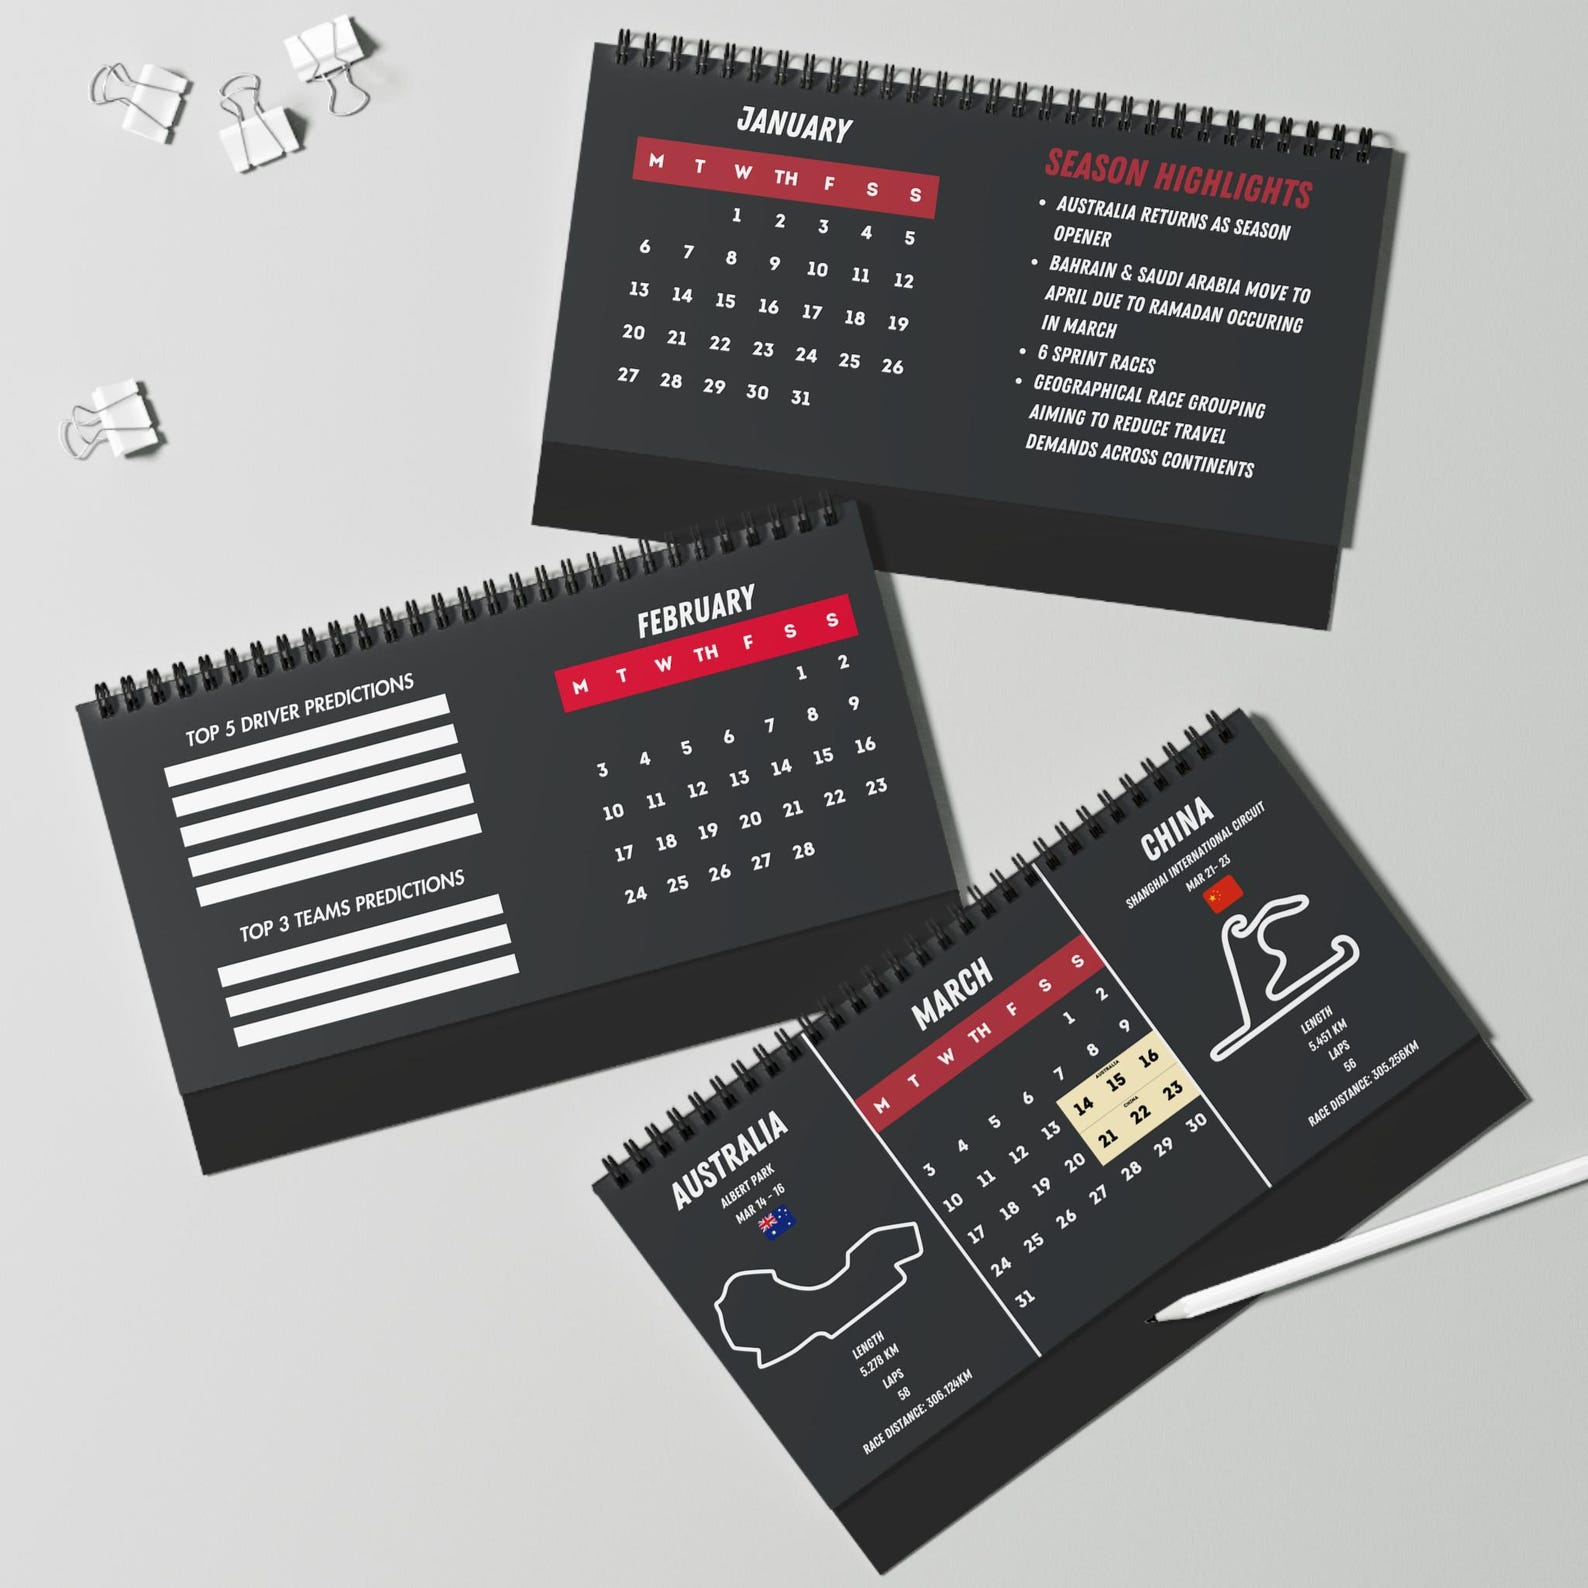 JANUARY
M T W TH F S S
1 2 3 4 5
6 7 8 9 10 11 12
13 14 15 16 17 18 19
20 21 22 23 24 25 26
27 28 29 30 31
SEASON HIGHLIGHTS
• AUSTRALIA RETURNS AS SEASON
OPENER
• BAHRAIN & SAUDI ARABIA MOVE TO
APRIL DUE TO RAMADAN OCCURING
IN MARCH
• 6 SPRINT RACES
• GEOGRAPHICAL RACE GROUPING
AIMING TO REDUCE TRAVEL
DEMANDS ACROSS CONTINENTS
TOP 5 DRIVER PREDICTIONS
TOP 3 TEAMS PREDICTIONS
FEBRUARY
M T W TH F S S
1 2
3 4 5 6 7 8 9
10 11 12 13 14 15 16
17 18 19 20 21 22 23
24 25 26 27 28
AUSTRALIA
ALBERT PARK
MAR 14 - 16
LENGTH
5.278 KM
LAPS
58
RACE DISTANCE: 306.124KM
MARCH
M T W TH F S S
1 2
3 4 5 6 7 8 9
AUSTRALIA
10 11 12 13 14 15 16
CHINA
17 18 19 20 21 22 23
24 25 26 27 28 29 30
31
CHINA
SHANGHAI INTERNATIONAL CIRCUIT
MAR 21- 23
LENGTH
5.451 KM
LAPS
56
RACE DISTANCE: 305.256KM